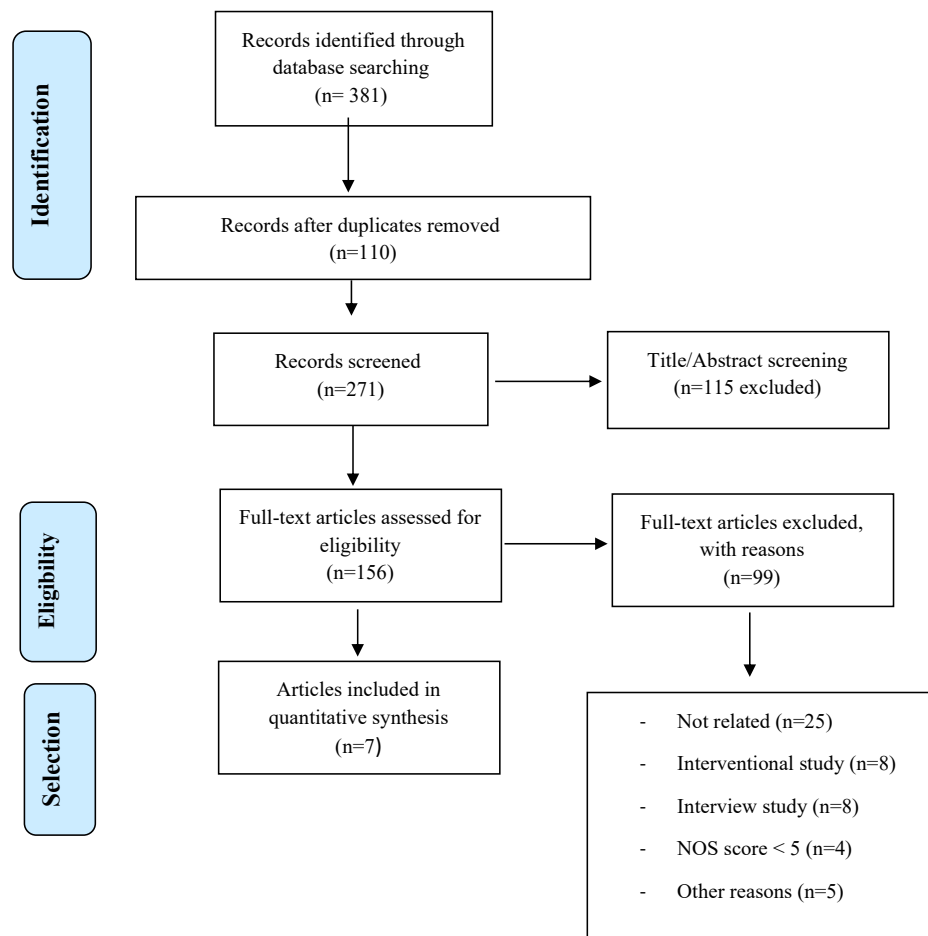 Identification
Records identified through
database searching
(n= 381)
Records after duplicates removed
(n=110)
Records screened
(n=271)
Title/Abstract screening
(n=115 excluded)
Eligibility
Full-text articles assessed for
eligibility
(n=156)
Full-text articles excluded,
with reasons
(n=99)
Selection
Articles included in
quantitative synthesis
(n=7)
- Not related (n=25)
- Interventional study (n=8)
- Interview study (n=8)
- NOS score < 5 (n=4)
- Other reasons (n=5)